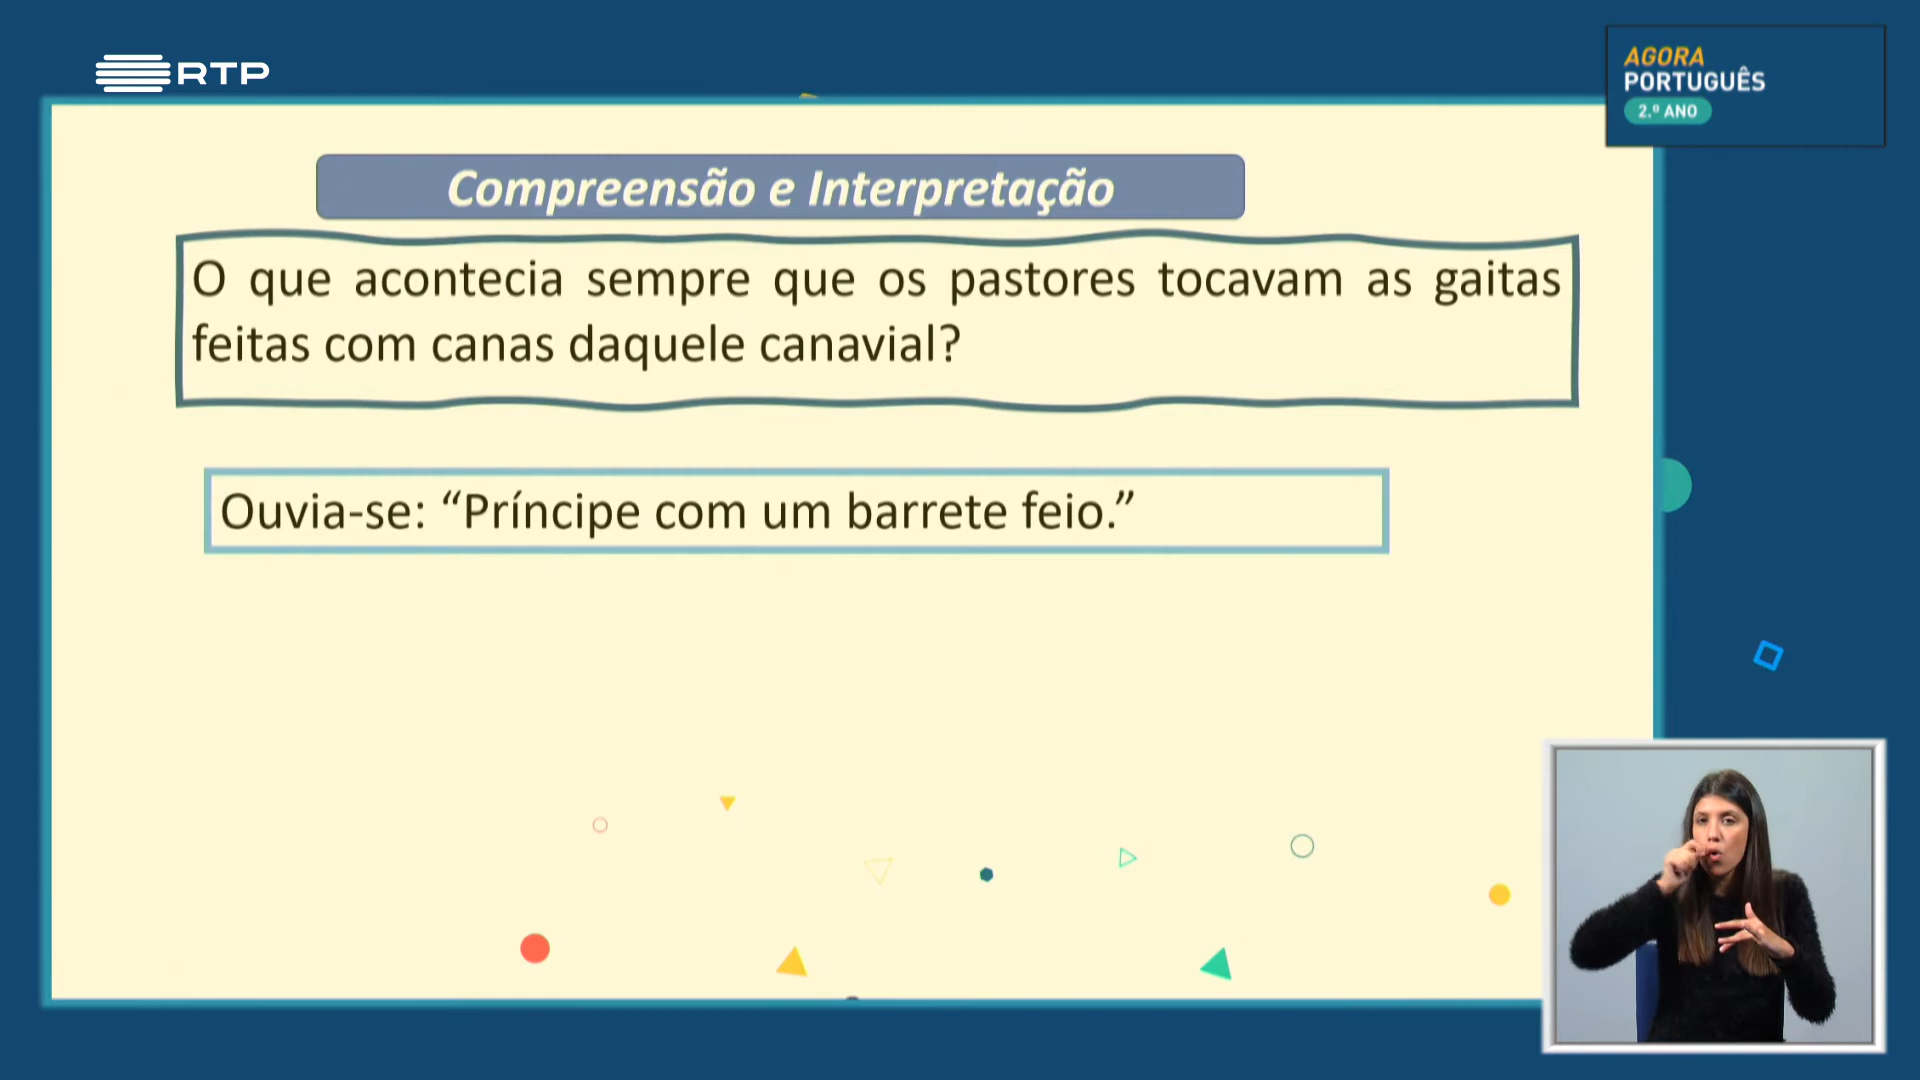 RTP
AGORA
PORTUGUÊS
2.º ANO
Compreensão e Interpretação
O que acontecia sempre que os pastores tocavam as gaitas
feitas com canas daquele canavial?
Ouvia-se: “Príncipe com um barrete feio.”